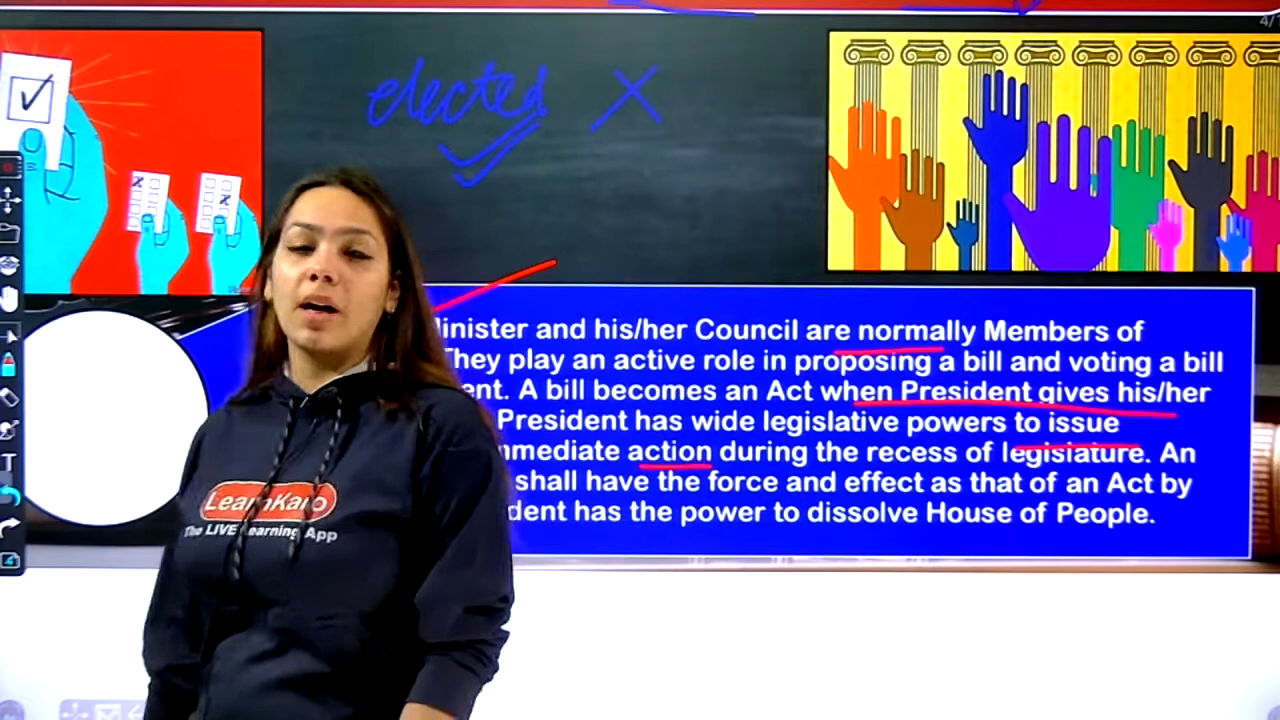 4/
elected
inister and his/her Council are normally Members of
They play an active role in proposing a bill and voting a bill
ent. A bill becomes an Act when President gives his/her
President has wide legislative powers to issue
mmediate action during the recess of legislature. An
shall have the force and effect as that of an Act by
dent has the power to dissolve House of People.
LearnKaro
The LIVE Learning App
T